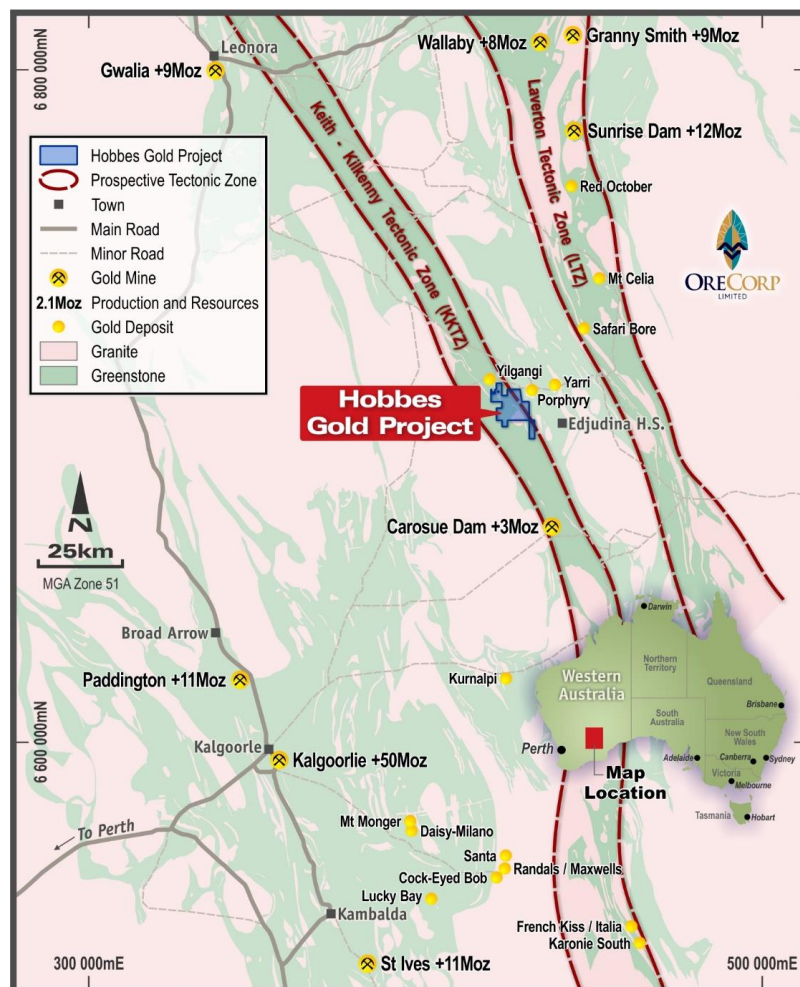 Leonora
Wallaby +8Moz
Granny Smith +9Moz
Gwalia +9Moz
6 800 000mN
Keith - Kilkenny Tectonic Zone (KKTZ)
Laverton Tectonic Zone (LTZ)
Sunrise Dam +12Moz
Red October
Hobbes Gold Project
Prospective Tectonic Zone
Town
Main Road
Minor Road
Gold Mine
2.1Moz Production and Resources
Gold Deposit
Granite
Greenstone
ORECORP
LIMITED
Mt Celia
Safari Bore
Yilgangi
Yarri
Porphyry
Hobbes
Gold Project
Edjudina H.S.
N
25km
MGA Zone 51
Carosue Dam +3Moz
Broad Arrow
Paddington +11Moz
Kurnalpi
6 600 000mN
Kalgoorle
Kalgoorlie +50Moz
Darwin
Western
Australia
Northern
Territory
Queensland
South
Australia
Brisbane
New South
Wales
Perth
Adelaide
Canberra
Sydney
Victoria
Melbourne
Tasmania
Hobart
Map
Location
To Perth
Mt Monger
Daisy-Milano
Santa
Randals / Maxwells
Cock-Eyed Bob
Lucky Bay
Kambalda
French Kiss / Italia
Karonie South
St Ives +11Moz
300 000mE
500 000mE